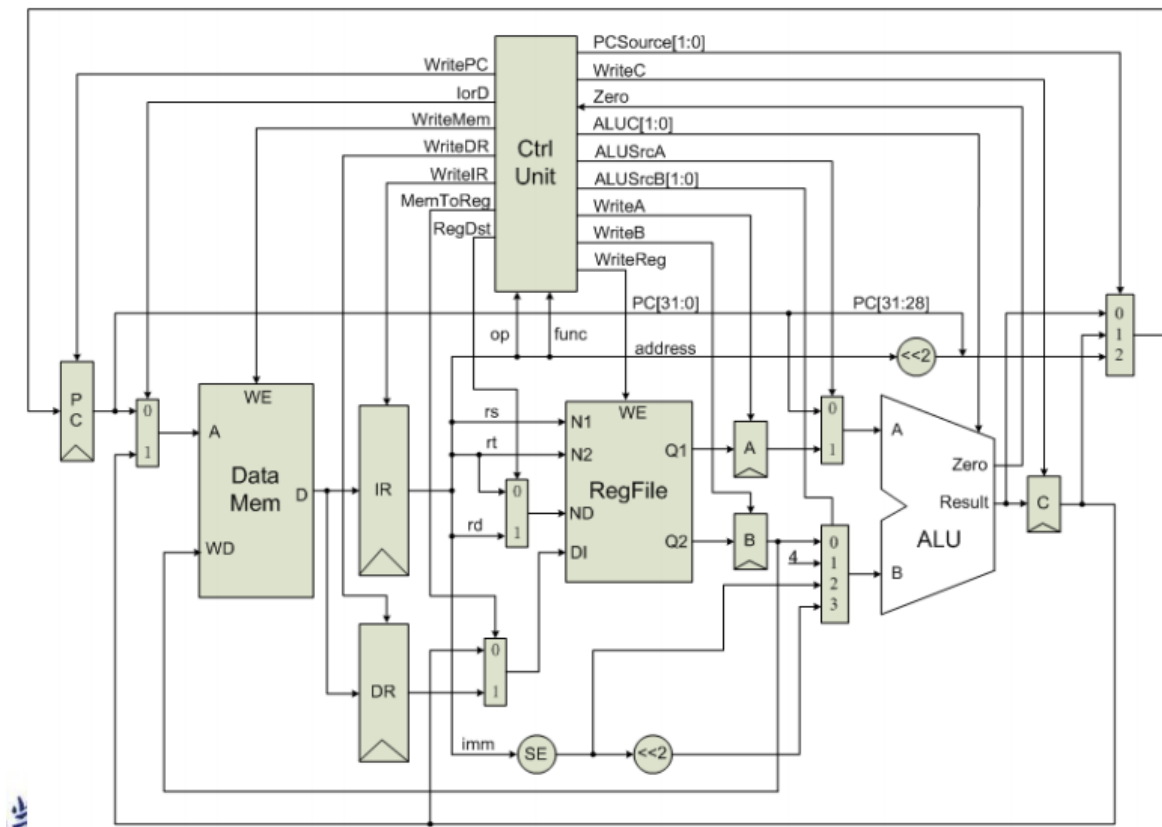 PCSource[1:0]
WritePC
WriteC
IorD
Zero
WriteMem
ALUC[1:0]
WriteDR
Ctrl
Unit
ALUSrcA
WriteIR
ALUSrcB[1:0]
MemToReg
WriteA
RegDst
WriteB
WriteReg
PC[31:0]
PC[31:28]
op
func
address
<<2
0
1
2
PC
0
1
WE
A
Data
Mem
D
WD
IR
rs
rt
rd
0
1
WE
N1
N2
RegFile
ND
DI
Q1
Q2
A
B
0
1
4
0
1
2
3
A
B
Zero
Result
ALU
C
DR
0
1
imm
SE
<<2